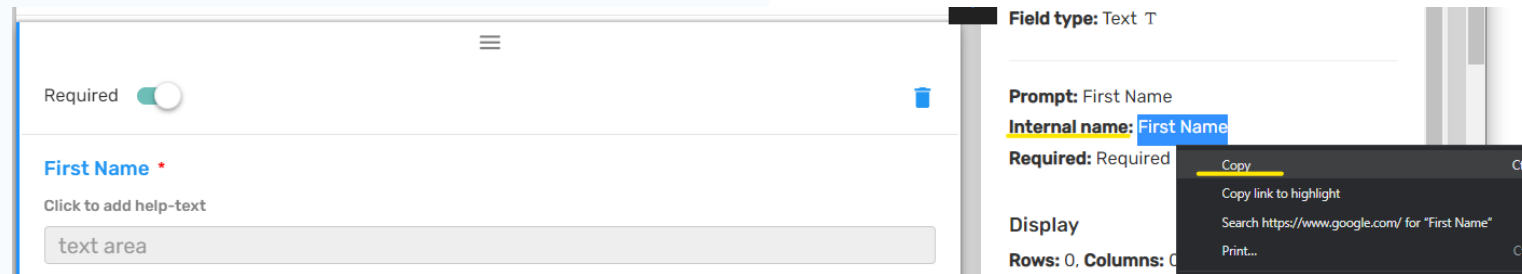 Required
First Name *
Click to add help-text
text area
Field type: Text T
Prompt: First Name
Internal name: First Name
Required: Required
Display
Rows: 0, Columns:
Copy
Copy link to highlight
Search https://www.google.com/ for “First Name”
Print...